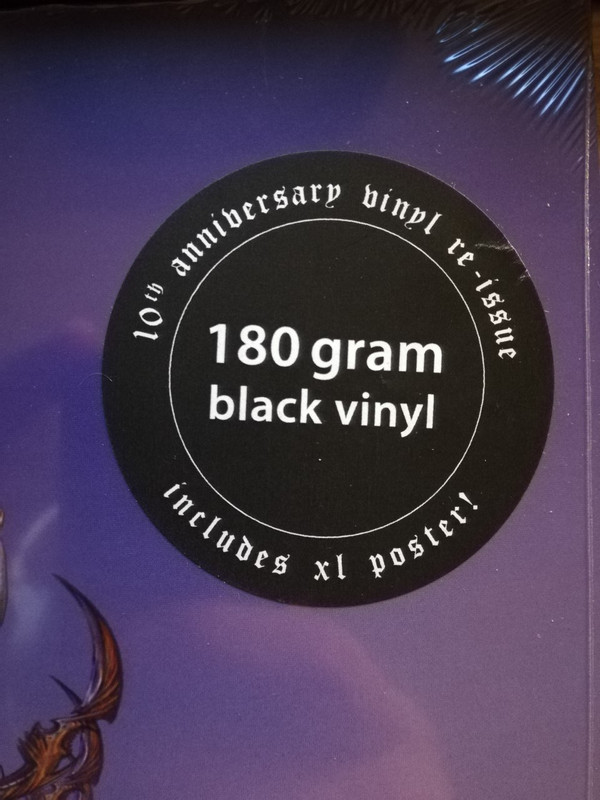 10th anniversary vinyl re-issue
180 gram
black vinyl
includes xl poster!